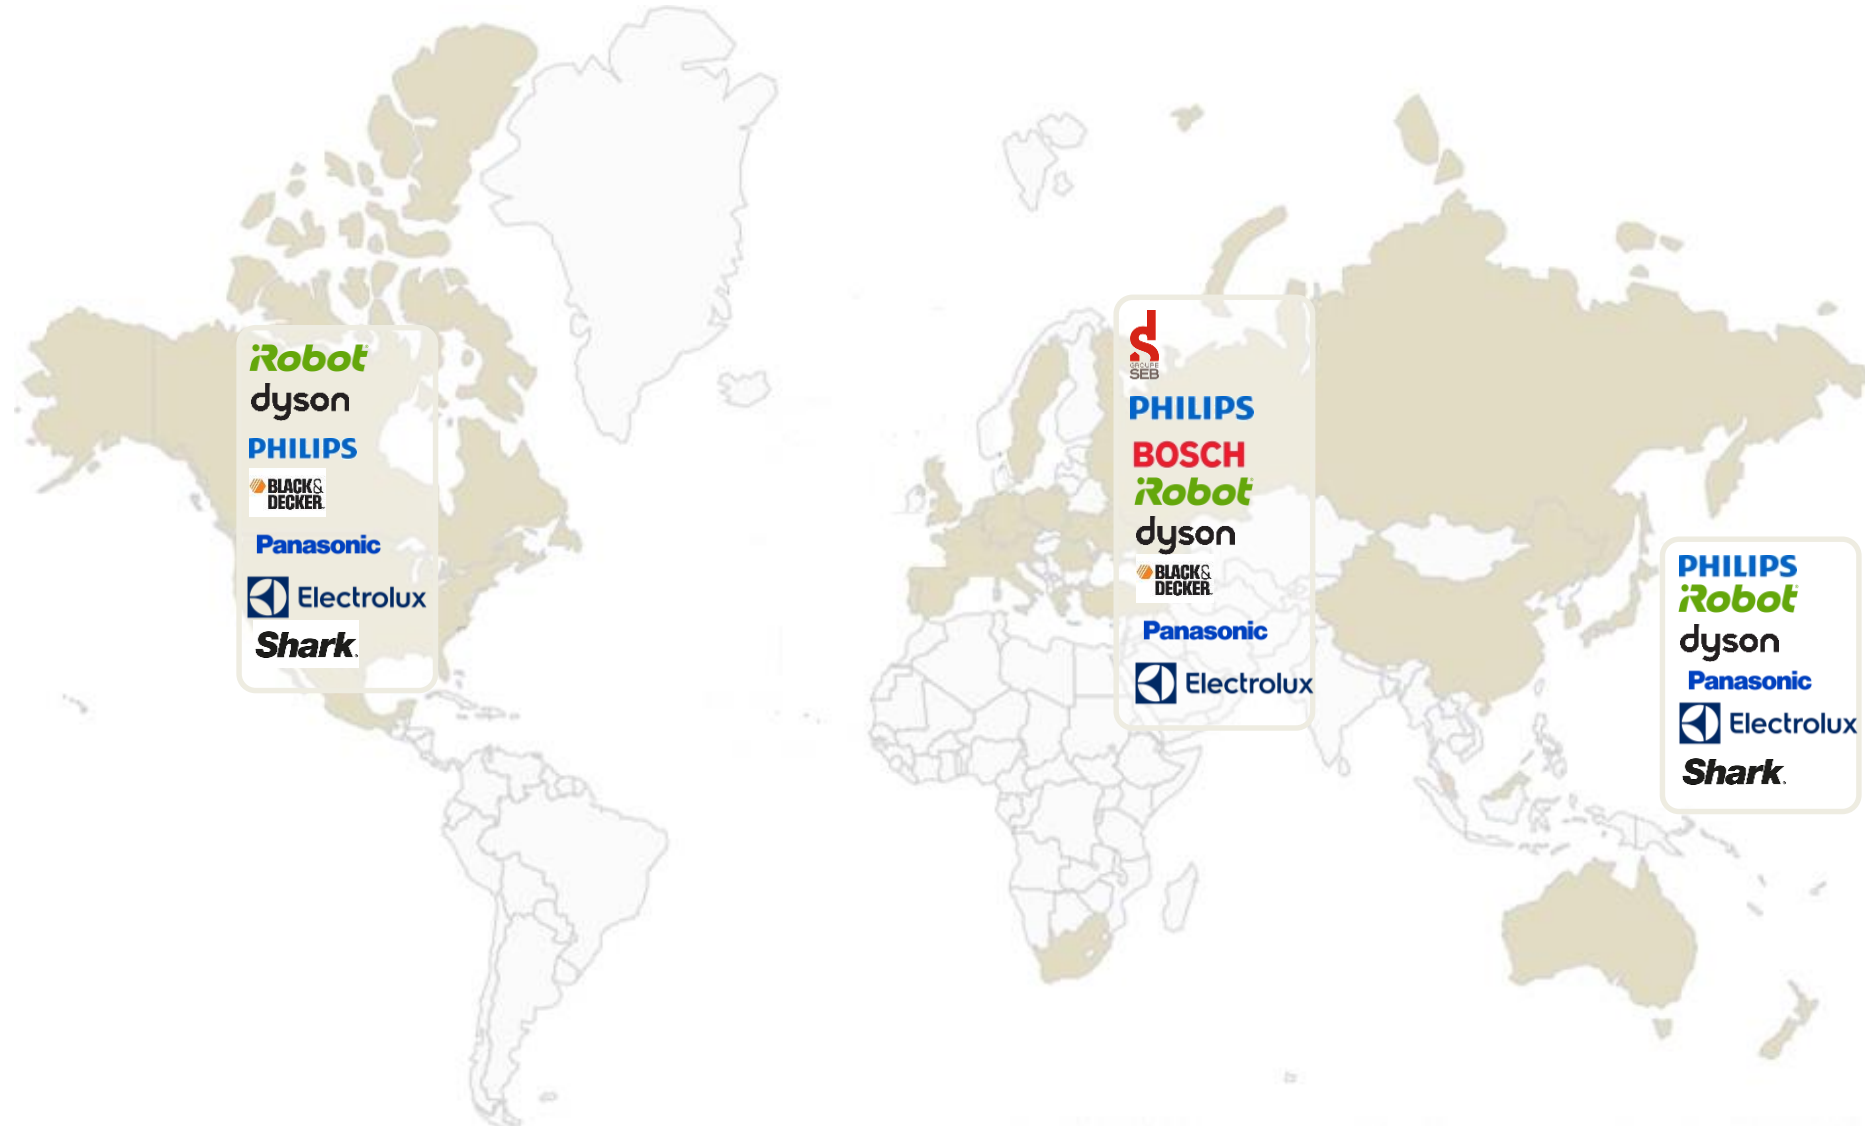 iRobot
dyson
PHILIPS
BLACK&
DECKER.
Panasonic
Electrolux
Shark.
GROUPE
SEB
PHILIPS
BOSCH
iRobot
dyson
BLACK&
DECKER.
Panasonic
Electrolux
PHILIPS
iRobot
dyson
Panasonic
Electrolux
Shark.